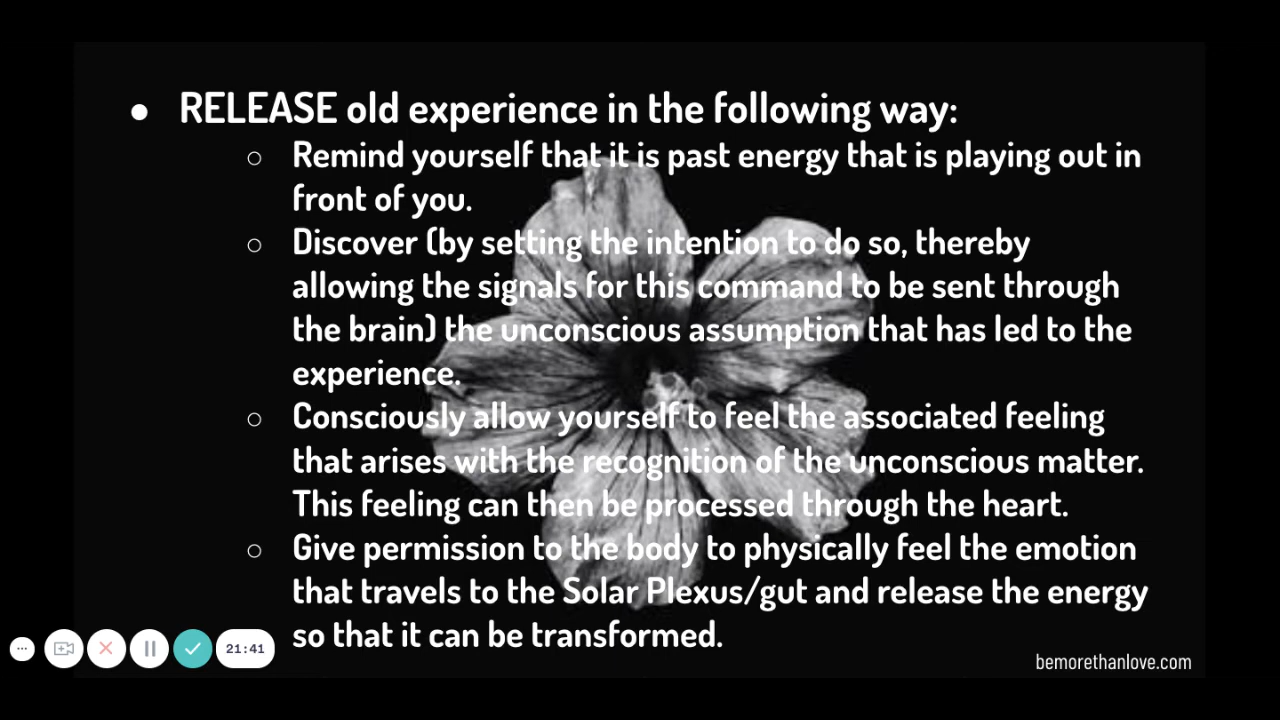 ● RELEASE old experience in the following way:
○ Remind yourself that it is past energy that is playing out in
front of you.
○ Discover (by setting the intention to do so, thereby
allowing the signals for this command to be sent through
the brain) the unconscious assumption that has led to the
experience.
○ Consciously allow yourself to feel the associated feeling
that arises with the recognition of the unconscious matter.
This feeling can then be processed through the heart.
○ Give permission to the body to physically feel the emotion
that travels to the Solar Plexus/gut and release the energy
so that it can be transformed.
21:41
bemorethanlove.com